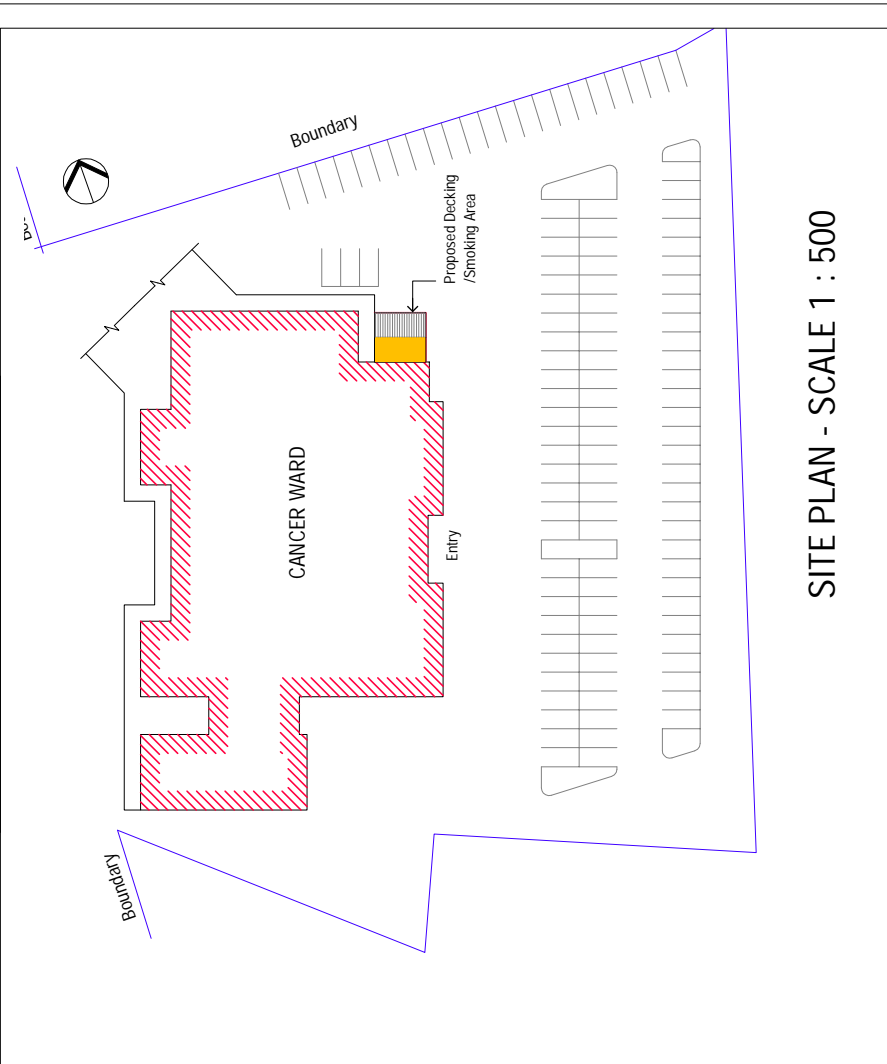 Boundary
Proposed Decking
/Smoking Area
CANCER WARD
Entry
Boundary
SITE PLAN - SCALE 1 : 500